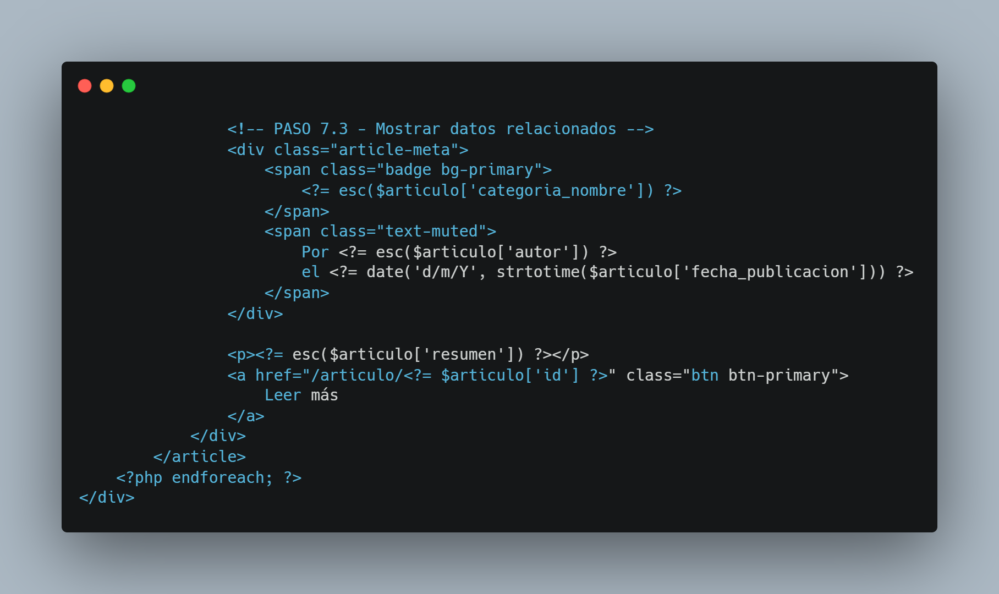 <!-- PASO 7.3 - Mostrar datos relacionados -->
<div class="article-meta">
<span class="badge bg-primary">
<?= esc($articulo['categoria_nombre']) ?>
</span>
<span class="text-muted">
Por <?= esc($articulo['autor']) ?>
el <?= date('d/m/Y', strtotime($articulo['fecha_publicacion'])) ?>
</span>
</div>
<p><?= esc($articulo['resumen']) ?></p>
<a href="/articulo/<?= $articulo['id'] ?>" class="btn btn-primary">
Leer más
</a>
</div>
</article>
<?php endforeach; ?>
</div>